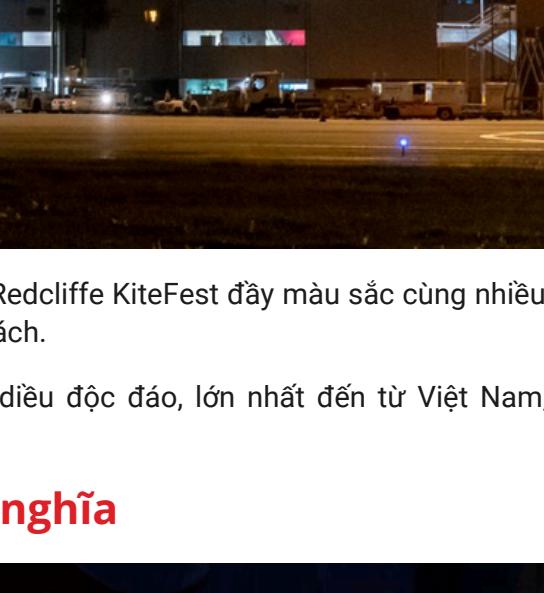 Redcliffe KiteFest đầy màu sắc cùng nhiều
ách.
diều độc đáo, lớn nhất đến từ Việt Nam,
nghĩa